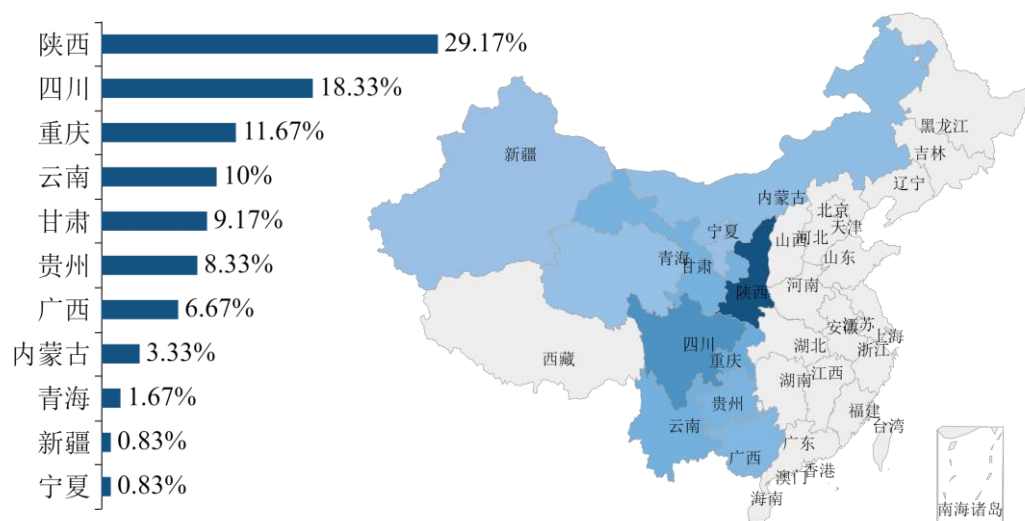 陕西 29.17%
四川 18.33%
重庆 11.67%
云南 10%
甘肃 9.17%
贵州 8.33%
广西 6.67%
内蒙古 3.33%
青海 1.67%
新疆 0.83%
宁夏 0.83%
黑龙江
吉林
新疆
辽宁
内蒙古
北京
天津
宁夏
山西
河北
青海
甘肃
山东
陕西
河南
安徽
江苏
上海
四川
湖北
浙江
西藏
重庆
湖南
江西
贵州
福建
云南
台湾
广西
广东
香港
澳门
海南
南海诸岛